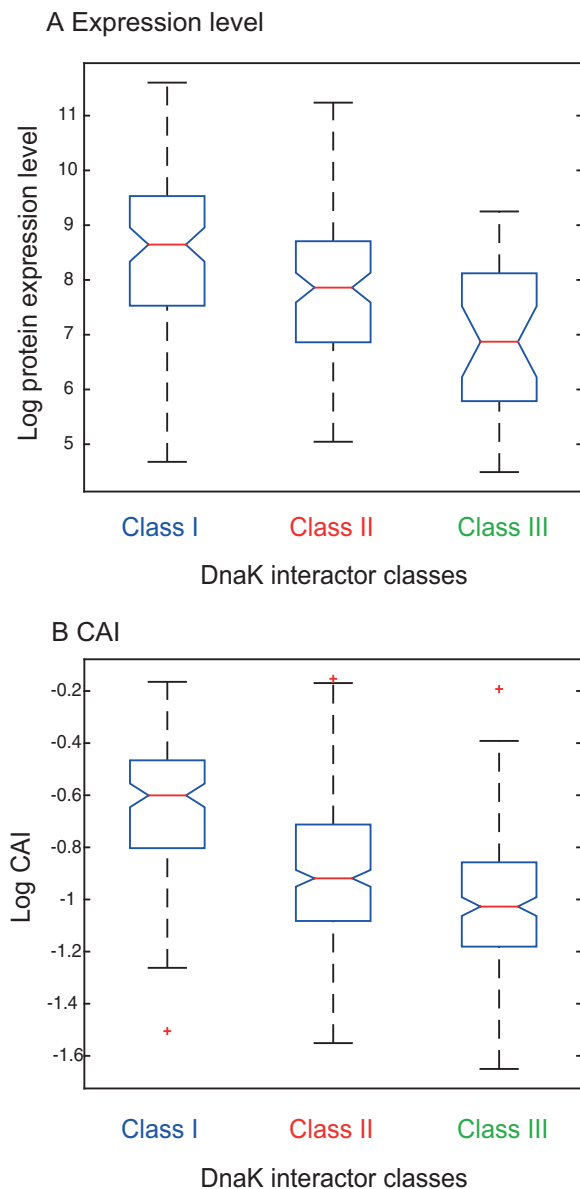 A Expression level
11
10
9
8
7
6
5
Log protein expression level
Class I Class II Class III
DnaK interactor classes
B CAI
-0.2
-0.4
-0.6
-0.8
-1
-1.2
-1.4
-1.6
Log CAI
Class I Class II Class III
DnaK interactor classes